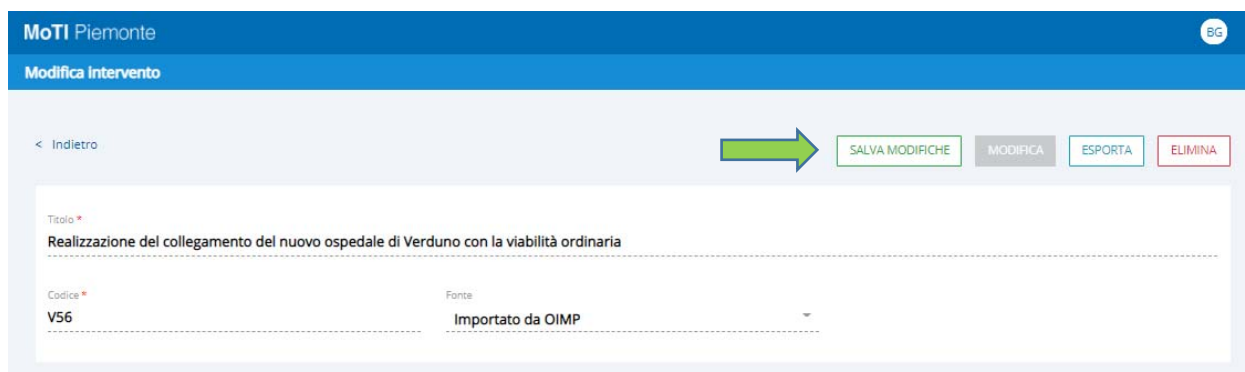 MoTI Piemonte
BG
Modifica Intervento
< Indietro
SALVA MODIFICHE
MODIFICA
ESPORTA
ELIMINA
Titolo *
Realizzazione del collegamento del nuovo ospedale di Verduno con la viabilità ordinaria
Codice *
Fonte
V56
Importato da OIMP